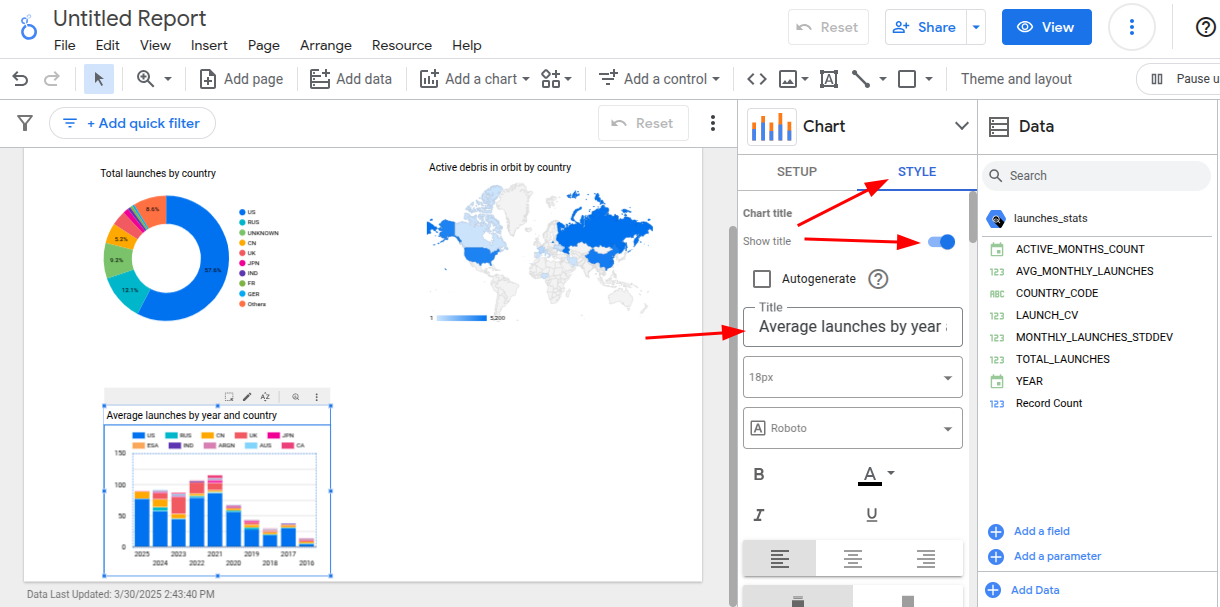 Untitled Report
File Edit View Insert Page Arrange Resource Help
Reset Share View
Add page Add data Add a chart Add a control Theme and layout Pause u
+ Add quick filter Reset
Total launches by country
8.6%
5.2%
9.2%
12.1%
57.6%
US
RUS
UNKNOWN
CN
UK
JPN
IND
FR
GER
Others
Active debris in orbit by country
1 5,200
Average launches by year and country
US RUS CN UK JPN
ESA IND ARGN AUS CA
150
100
50
0
2025 2023 2021 2019 2017
2024 2022 2020 2018 2016
Data Last Updated: 3/30/2025 2:43:40 PM
Chart
SETUP STYLE
Chart title
Show title
Autogenerate
Title
Average launches by year
18px
Roboto
B A
I U
Data
Search
launches_stats
ACTIVE_MONTHS_COUNT
123 AVG_MONTHLY_LAUNCHES
ABC COUNTRY_CODE
123 LAUNCH_CV
123 MONTHLY_LAUNCHES_STDDEV
123 TOTAL_LAUNCHES
YEAR
123 Record Count
Add a field
Add a parameter
Add Data